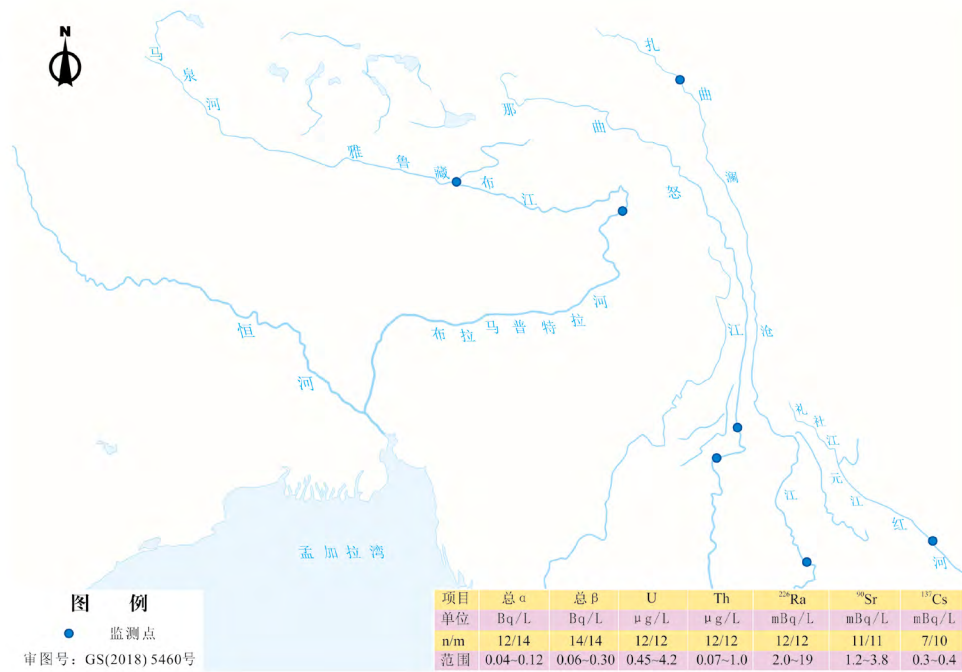 N
马泉河
扎曲
那曲
雅鲁藏布江
澜沧江
怒江
布拉马普特拉河
恒河
礼社江
元江
红河
孟加拉湾
图 例
监测点
审图号：GS(2018) 5460号
项目 总α 总β U Th ²²⁶Ra ⁹⁰Sr ¹³⁷Cs
单位 Bq/L Bq/L μg/L μg/L mBq/L mBq/L mBq/L
n/m 12/14 14/14 12/12 12/12 12/12 11/11 7/10
范围 0.04~0.12 0.06~0.30 0.45~4.2 0.07~1.0 2.0~19 1.2~3.8 0.3~0.4